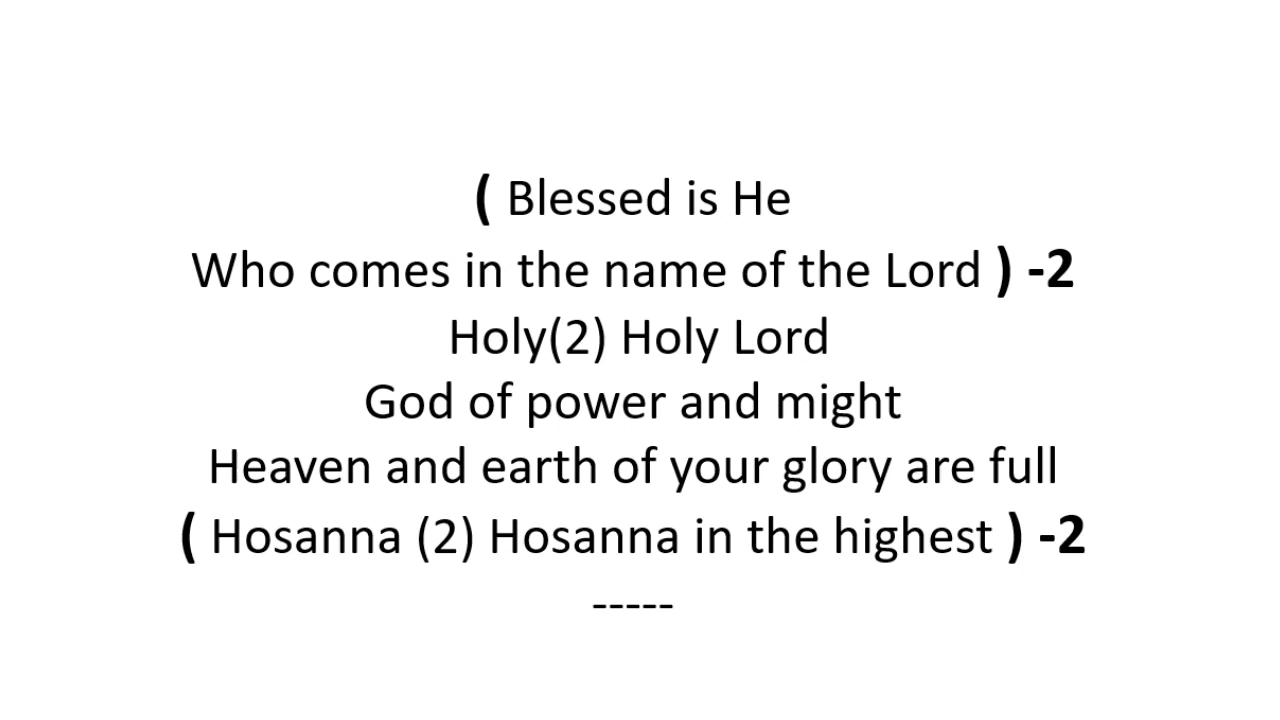 ( Blessed is He
Who comes in the name of the Lord ) -2
Holy(2) Holy Lord
God of power and might
Heaven and earth of your glory are full
( Hosanna (2) Hosanna in the highest ) -2
-----